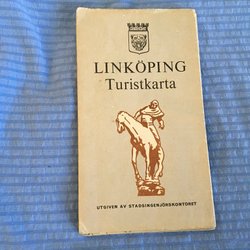 LINKÖPING
Turistkarta
UTGIVEN AV STADSINGENJÖRSKONTORET